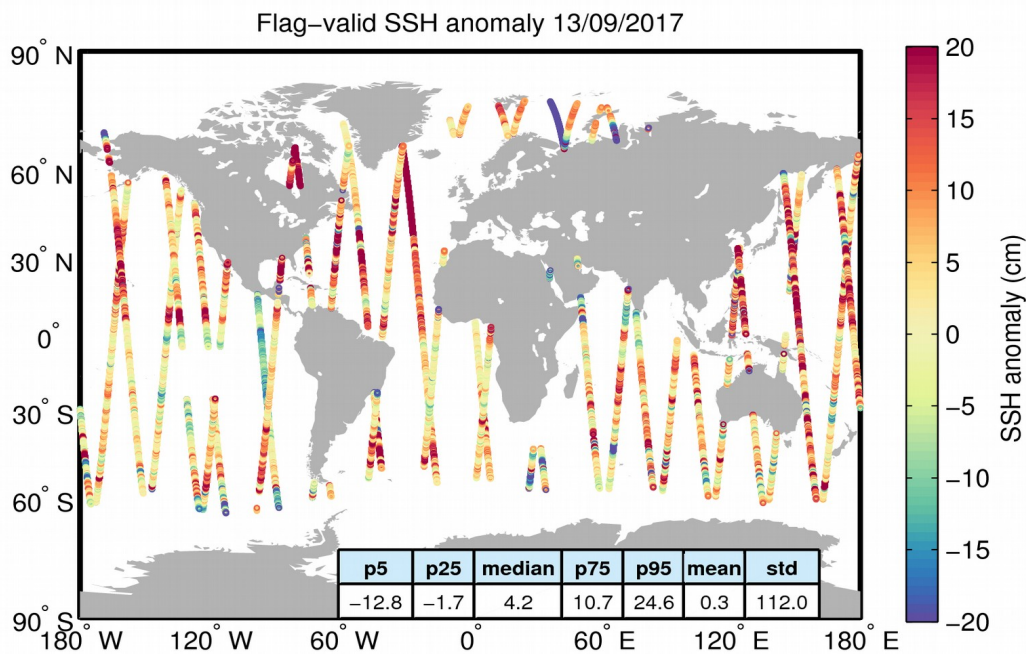 Flag−valid SSH anomaly 13/09/2017
90° N
60° N
30° N
0°
30° S
60° S
90° S
180° W
120° W
60° W
0°
60° E
120° E
180° E
p5 p25 median p75 p95 mean std
−12.8 −1.7 4.2 10.7 24.6 0.3 112.0
20
15
10
5
0
−5
−10
−15
−20
SSH anomaly (cm)